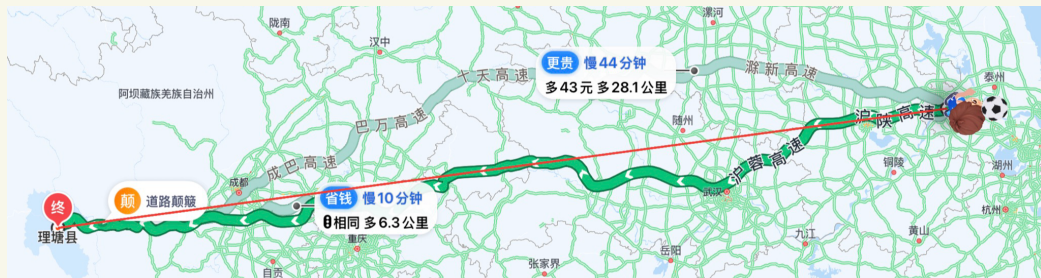 漯河
陇南
汉中
更贵 慢44分钟
多43元 多28.1公里
十天高速
滁新高速
泰州
阿坝藏族羌族自治州
巴万高速
随州
沪陕高速
成巴高速
沪蓉高速
铜陵
湖州
成都
省钱 慢10分钟
相同 多6.3公里
武汉
颠 道路颠簸
终
理塘县
重庆
杭州
九江
黄山
岳阳
张家界
自贡